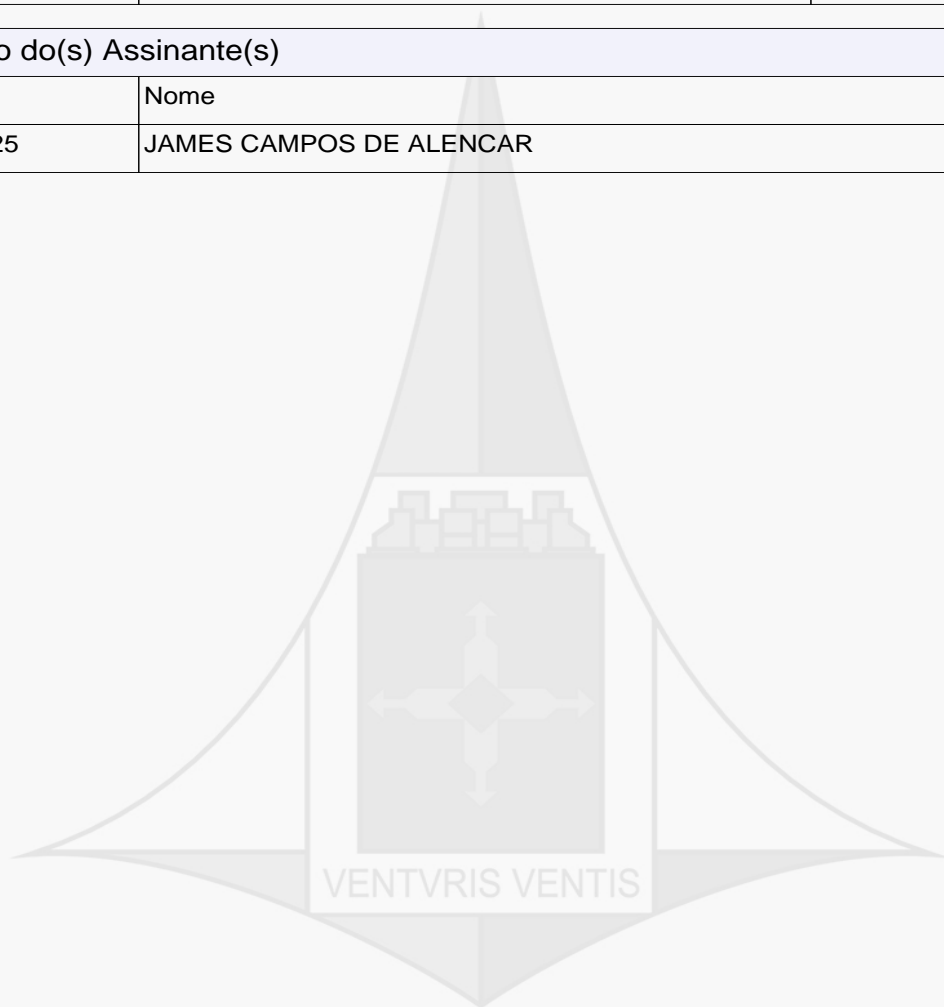 o do(s) Assinante(s)
Nome
25 JAMES CAMPOS DE ALENCAR
VENTVRIS VENTIS